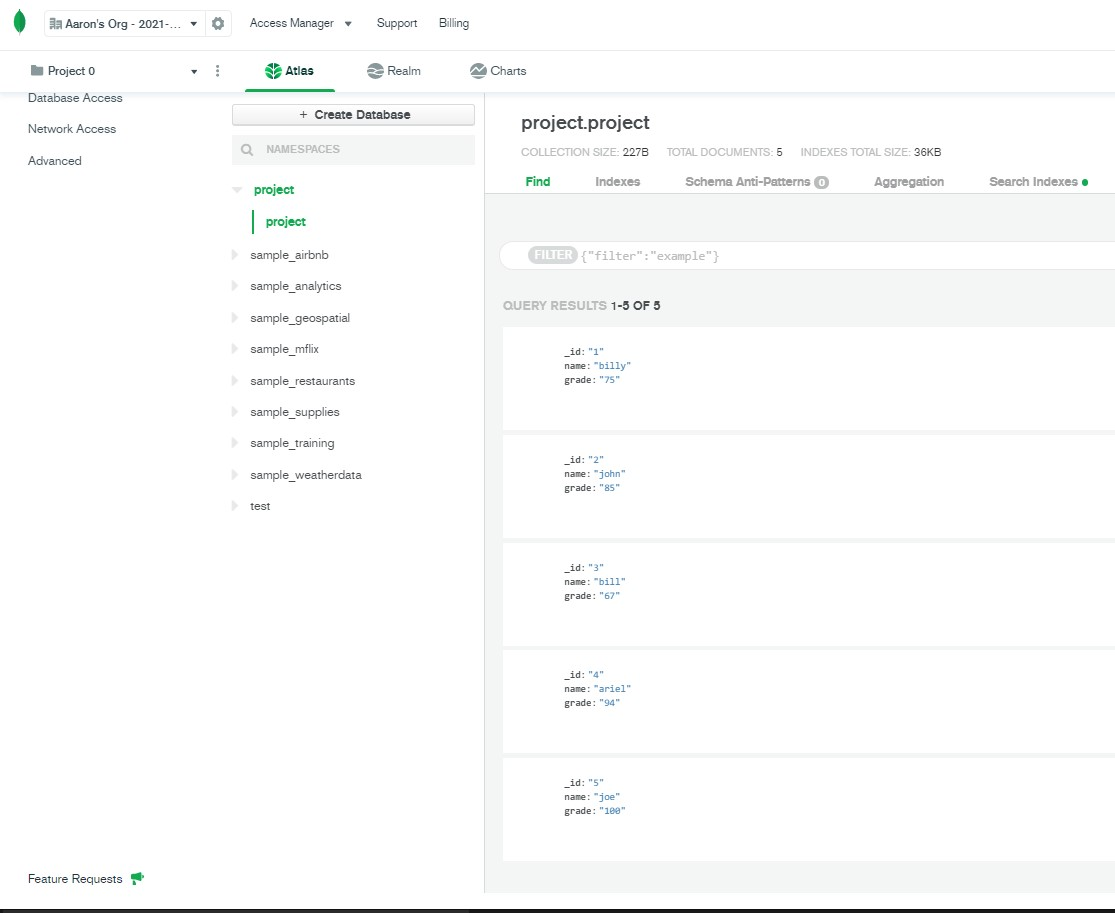 Aaron's Org - 2021-...
Access Manager
Support
Billing
Project 0
Atlas
Realm
Charts
Database Access
Network Access
Advanced
Feature Requests
+ Create Database
NAMESPACES
project
project
sample_airbnb
sample_analytics
sample_geospatial
sample_mflix
sample_restaurants
sample_supplies
sample_training
sample_weatherdata
test
project.project
COLLECTION SIZE: 227B TOTAL DOCUMENTS: 5 INDEXES TOTAL SIZE: 36KB
Find Indexes Schema Anti-Patterns 0 Aggregation Search Indexes
FILTER {"filter":"example"}
QUERY RESULTS 1-5 OF 5
_id: "1"
name: "billy"
grade: "75"
_id: "2"
name: "john"
grade: "85"
_id: "3"
name: "bill"
grade: "67"
_id: "4"
name: "ariel"
grade: "94"
_id: "5"
name: "joe"
grade: "100"